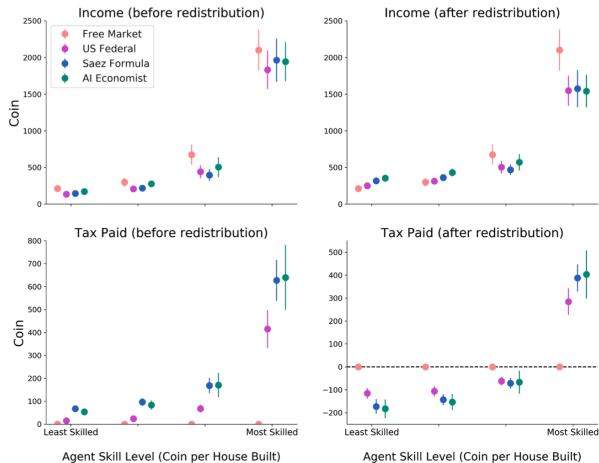 Income (before redistribution)
Income (after redistribution)
2500
2000
1500
1000
500
0
Coin
Free Market
US Federal
Saez Formula
AI Economist
2500
2000
1500
1000
500
0
Tax Paid (before redistribution)
Tax Paid (after redistribution)
800
700
600
500
400
300
200
100
0
Coin
400
300
200
100
0
−100
−200
Least Skilled
Most Skilled
Least Skilled
Most Skilled
Agent Skill Level (Coin per House Built)
Agent Skill Level (Coin per House Built)